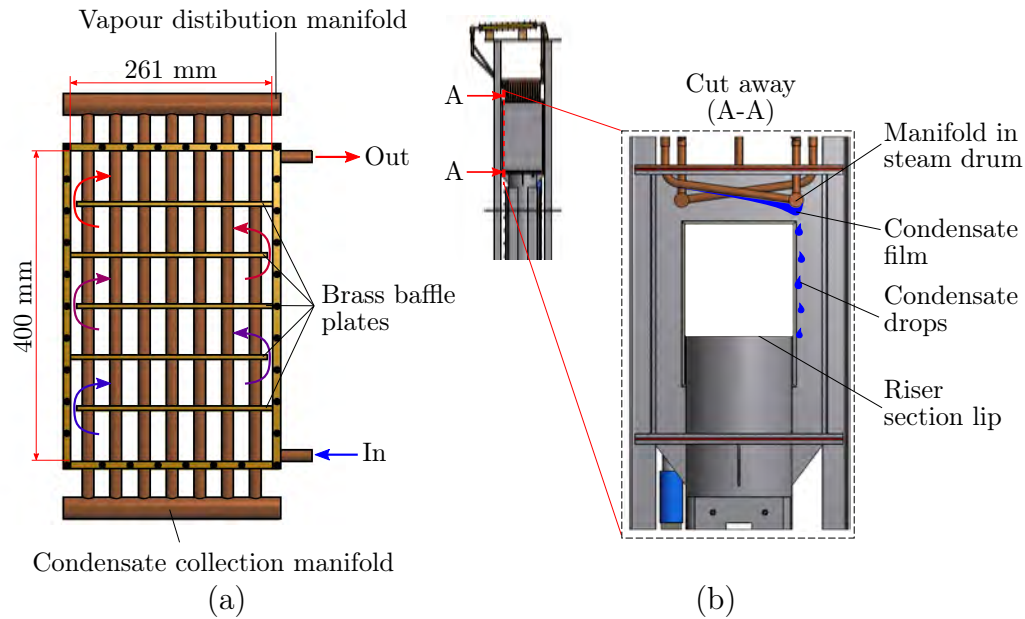 (a)
Vapour distibution manifold
261 mm
400 mm
Out
Brass baffle
plates
In
Condensate collection manifold
A
A
Cut away
(A-A)
Manifold in
steam drum
Condensate
film
Condensate
drops
Riser
section lip
(a)
(b)